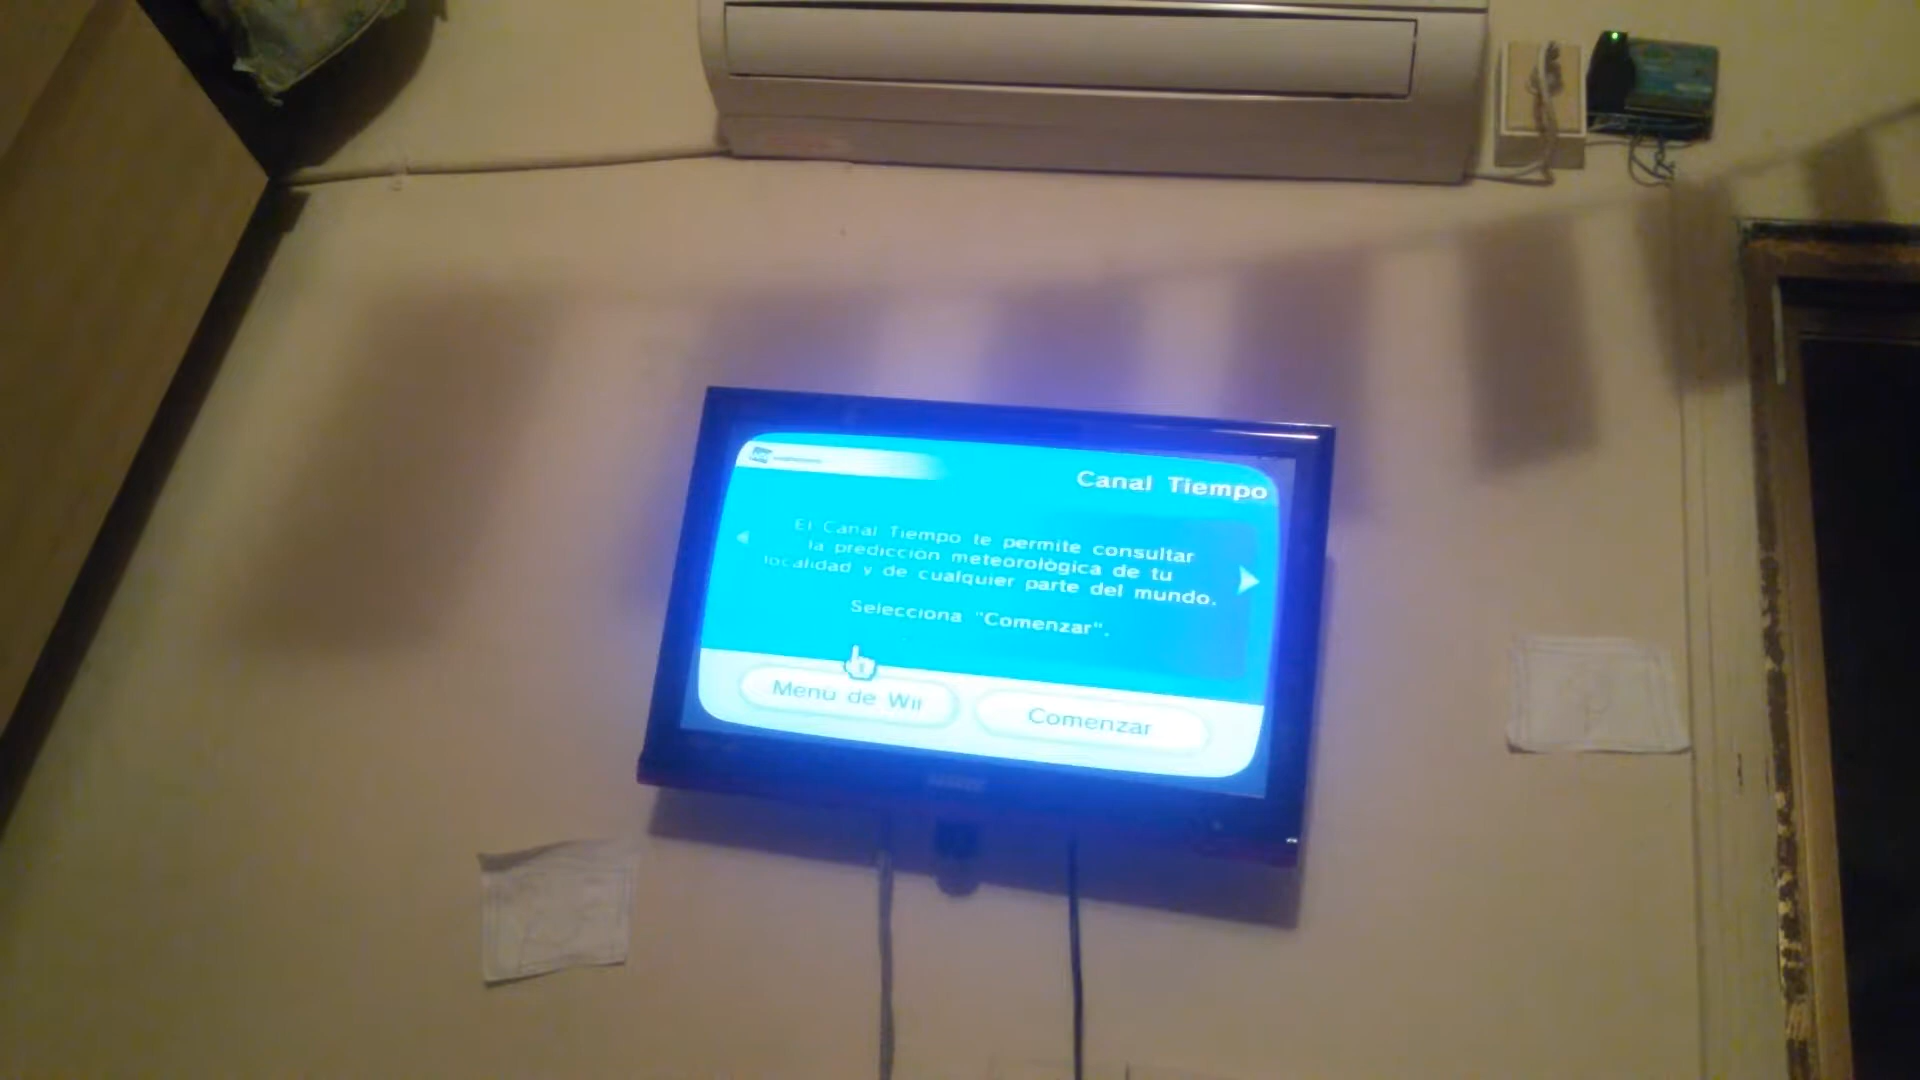 Canal Tiempo
El Canal Tiempo te permite consultar
la predicción meteorológica de tu
localidad y de cualquier parte del mundo.
Selecciona "Comenzar".
Menú de Wii
Comenzar